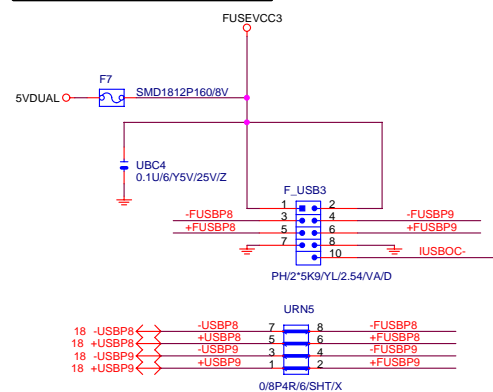 FUSEVCC3
F7
5VDUAL
SMD1812P160/8V
UBC4
0.1U/6/Y5V/25V/Z
F_USB3
1 2
-FUSBP8 3 4 -FUSBP9
+FUSBP8 5 6 +FUSBP9
7 8
10 IUSBOC-
PH/2*5K9/YL/2.54/VA/D
URN5
18 -USBP8 -USBP8 7 8 -FUSBP8
18 +USBP8 +USBP8 5 6 +FUSBP8
18 -USBP9 -USBP9 3 4 -FUSBP9
18 +USBP9 +USBP9 1 2 +FUSBP9
0/8P4R/6/SHT/X